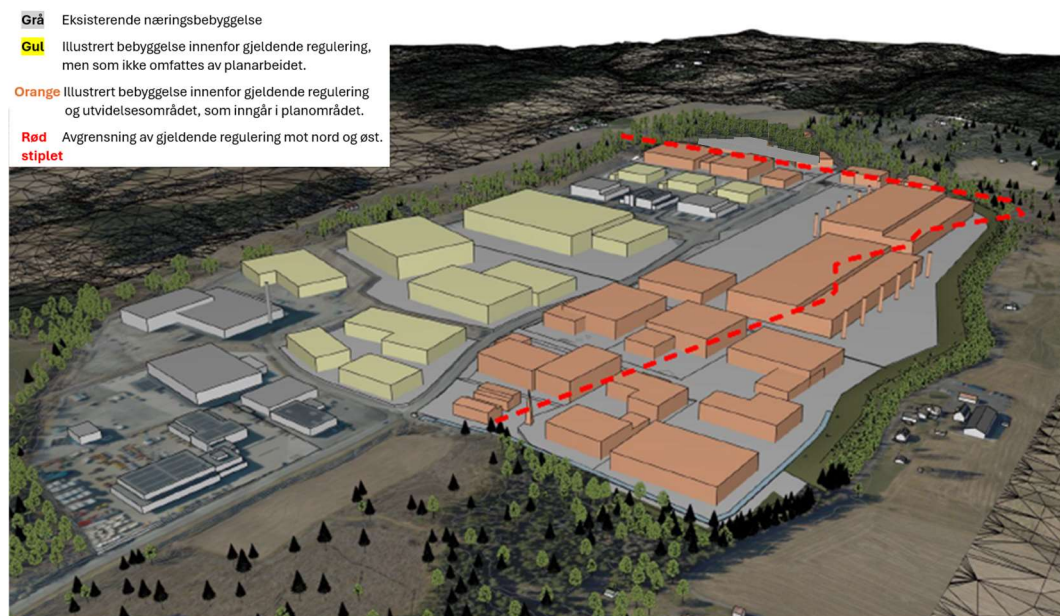 Grå Eksisterende næringsbebyggelse
Gul Illustrert bebyggelse innenfor gjeldende regulering,
men som ikke omfattes av planarbeidet.
Orange Illustrert bebyggelse innenfor gjeldende regulering
og utvidelsesområdet, som inngår i planområdet.
Rød Avgrensning av gjeldende regulering mot nord og øst.
stiplet